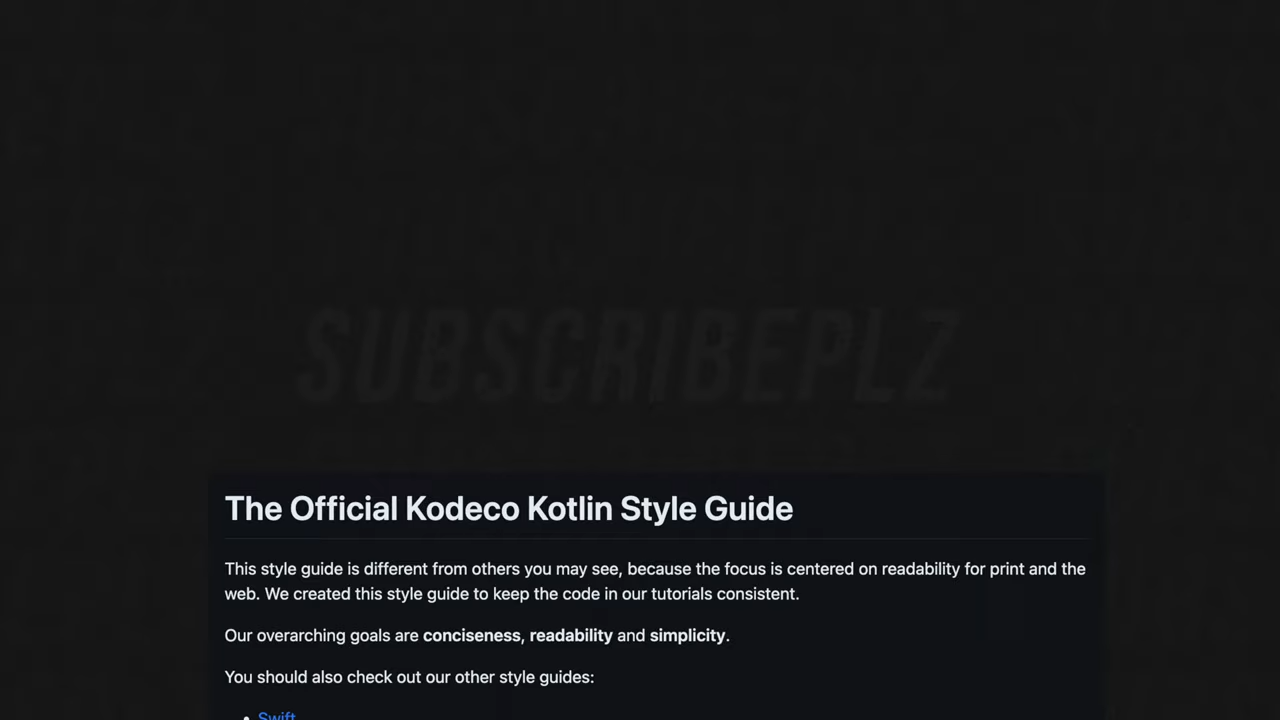 SUBSCRIBEPLZ
The Official Kodeco Kotlin Style Guide
This style guide is different from others you may see, because the focus is centered on readability for print and the
web. We created this style guide to keep the code in our tutorials consistent.
Our overarching goals are conciseness, readability and simplicity.
You should also check out our other style guides:
• Swift